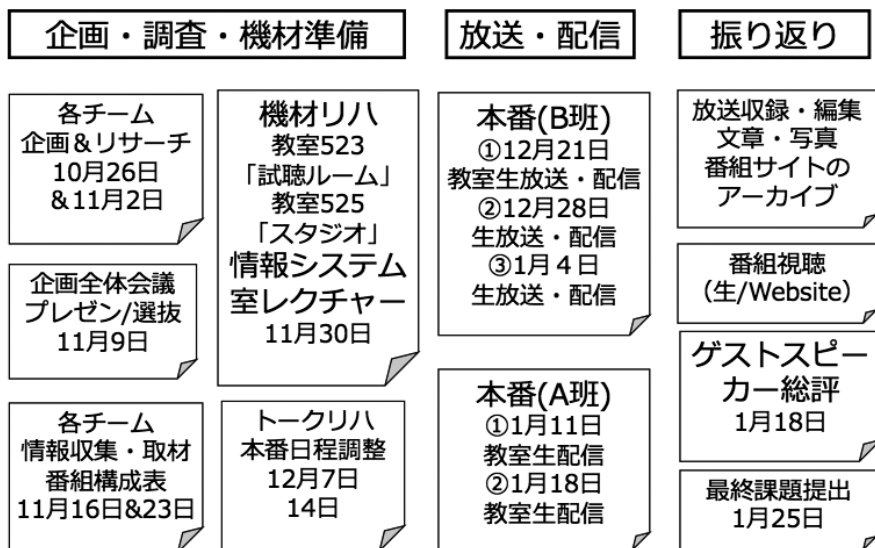 企画・調査・機材準備
各チーム
企画＆リサーチ
10月26日
＆11月2日
企画全体会議
プレゼン/選抜
11月9日
各チーム
情報収集・取材
番組構成表
11月16日&23日
機材リハ
教室523
「試聴ルーム」
教室525
「スタジオ」
情報システム
室レクチャー
11月30日
トークリハ
本番日程調整
12月7日
14日
放送・配信
本番(B班)
①12月21日
教室生放送・配信
②12月28日
生放送・配信
③1月４日
生放送・配信
本番(A班)
①1月11日
教室生配信
②1月18日
教室生配信
振り返り
放送収録・編集
文章・写真
番組サイトの
アーカイブ
番組視聴
（生/Website）
ゲストスピー
カー総評
1月18日
最終課題提出
1月25日